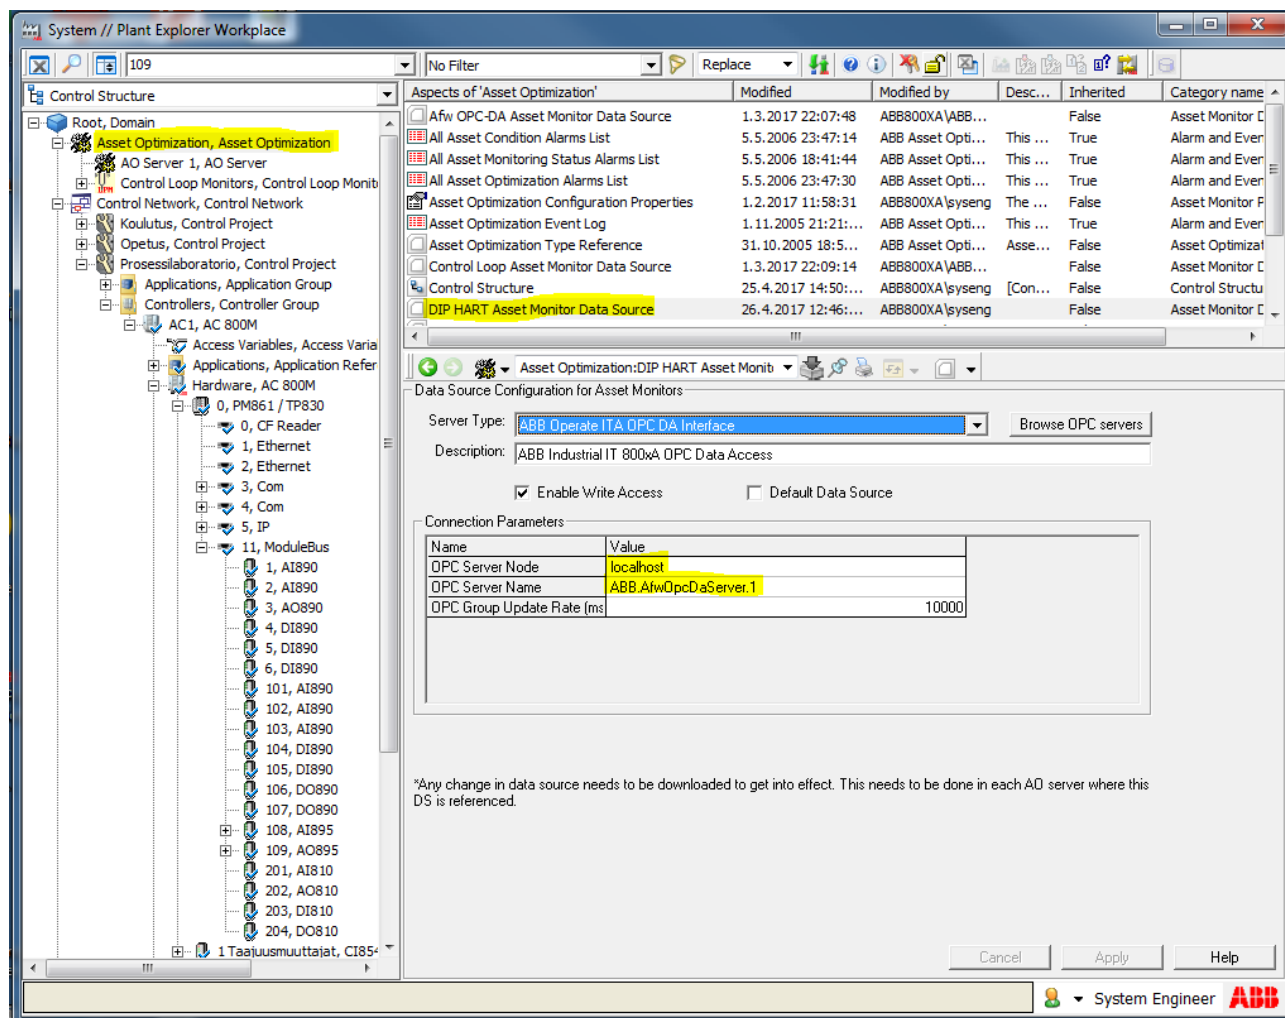 System // Plant Explorer Workplace
109
No Filter
Replace
Control Structure
Root, Domain
Asset Optimization, Asset Optimization
AO Server 1, AO Server
Control Loop Monitors, Control Loop Monit
Control Network, Control Network
Koulutus, Control Project
Opetus, Control Project
Prosessilaboratorio, Control Project
Applications, Application Group
Controllers, Controller Group
AC1, AC 800M
Access Variables, Access Varia
Applications, Application Refer
Hardware, AC 800M
0, PM861 / TP830
0, CF Reader
1, Ethernet
2, Ethernet
3, Com
4, Com
5, IP
11, ModuleBus
1, AI890
2, AI890
3, AO890
4, DI890
5, DI890
6, DI890
101, AI890
102, AI890
103, AI890
104, DI890
105, DI890
106, DO890
107, DO890
108, AI895
109, AO895
201, AI810
202, AO810
203, DI810
204, DO810
1 Taajuusmuuttajat, CI854
Aspects of 'Asset Optimization' Modified Modified by Desc... Inherited Category name
Afw OPC-DA Asset Monitor Data Source 1.3.2017 22:07:48 ABB800XA\ABB... False Asset Monitor D
All Asset Condition Alarms List 5.5.2006 23:47:14 ABB Asset Opti... This ... True Alarm and Even
All Asset Monitoring Status Alarms List 5.5.2006 18:41:44 ABB Asset Opti... This ... True Alarm and Even
All Asset Optimization Alarms List 5.5.2006 23:47:30 ABB Asset Opti... This ... True Alarm and Even
Asset Optimization Configuration Properties 1.2.2017 11:58:31 ABB800XA\syseng The ... False Asset Monitor P
Asset Optimization Event Log 1.11.2005 21:21:... ABB Asset Opti... This ... True Alarm and Even
Asset Optimization Type Reference 31.10.2005 18:5... ABB Asset Opti... Asse... False Asset Optimizat
Control Loop Asset Monitor Data Source 1.3.2017 22:09:14 ABB800XA\ABB... False Asset Monitor D
Control Structure 25.4.2017 14:50:... ABB800XA\syseng [Con... False Control Structu
DIP HART Asset Monitor Data Source 26.4.2017 12:46:... ABB800XA\syseng False Asset Monitor D
Asset Optimization:DIP HART Asset Monit
Data Source Configuration for Asset Monitors
Server Type: ABB Operate ITA OPC DA Interface Browse OPC servers
Description: ABB Industrial IT 800xA OPC Data Access
Enable Write Access Default Data Source
Connection Parameters
Name Value
OPC Server Node localhost
OPC Server Name ABB.AfwOpcDaServer.1
OPC Group Update Rate (ms 10000
*Any change in data source needs to be downloaded to get into effect. This needs to be done in each AO server where this
DS is referenced.
Cancel Apply Help
System Engineer ABB